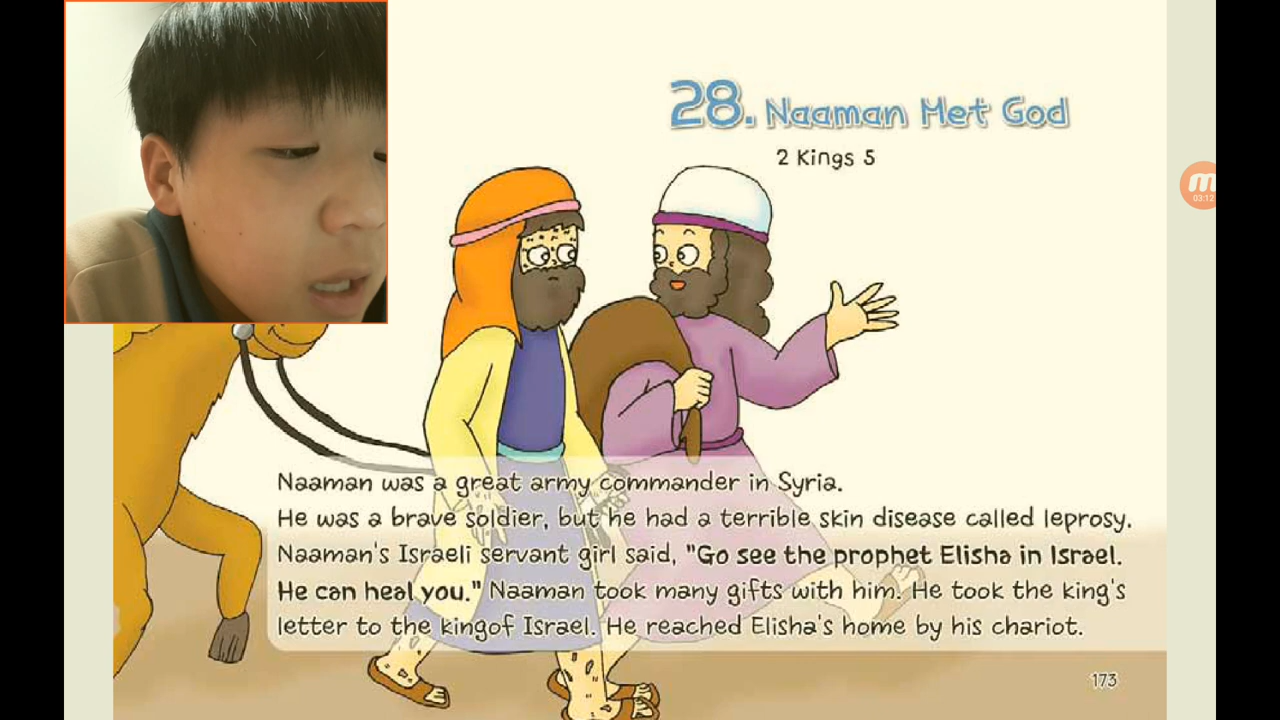 28. Naaman Met God
2 Kings 5
03:12
Naaman was a great army commander in Syria.
He was a brave soldier, but he had a terrible skin disease called leprosy.
Naaman's Israeli servant girl said, "Go see the prophet Elisha in Israel.
He can heal you." Naaman took many gifts with him. He took the king's
letter to the kingof Israel. He reached Elisha's home by his chariot.
173